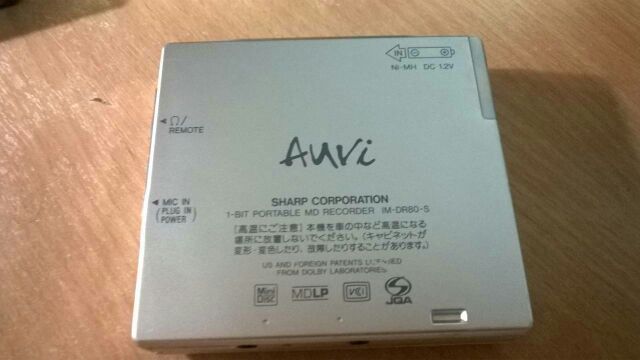 IN
Ni-MH DC 1.2V
Ω/
REMOTE
Auvi
MIC IN
(PLUG IN
POWER)
SHARP CORPORATION
1-BIT PORTABLE MD RECORDER IM-DR80-S
[高温にご注意] 本機を車の中など高温になる
場所に放置しないでください。(キャビネットが
変形・変色したり、故障したりすることがあります。)
US AND FOREIGN PATENTS LICENSED
FROM DOLBY LABORATORIES
Mini
Disc
MDLP
VCCI
JQA